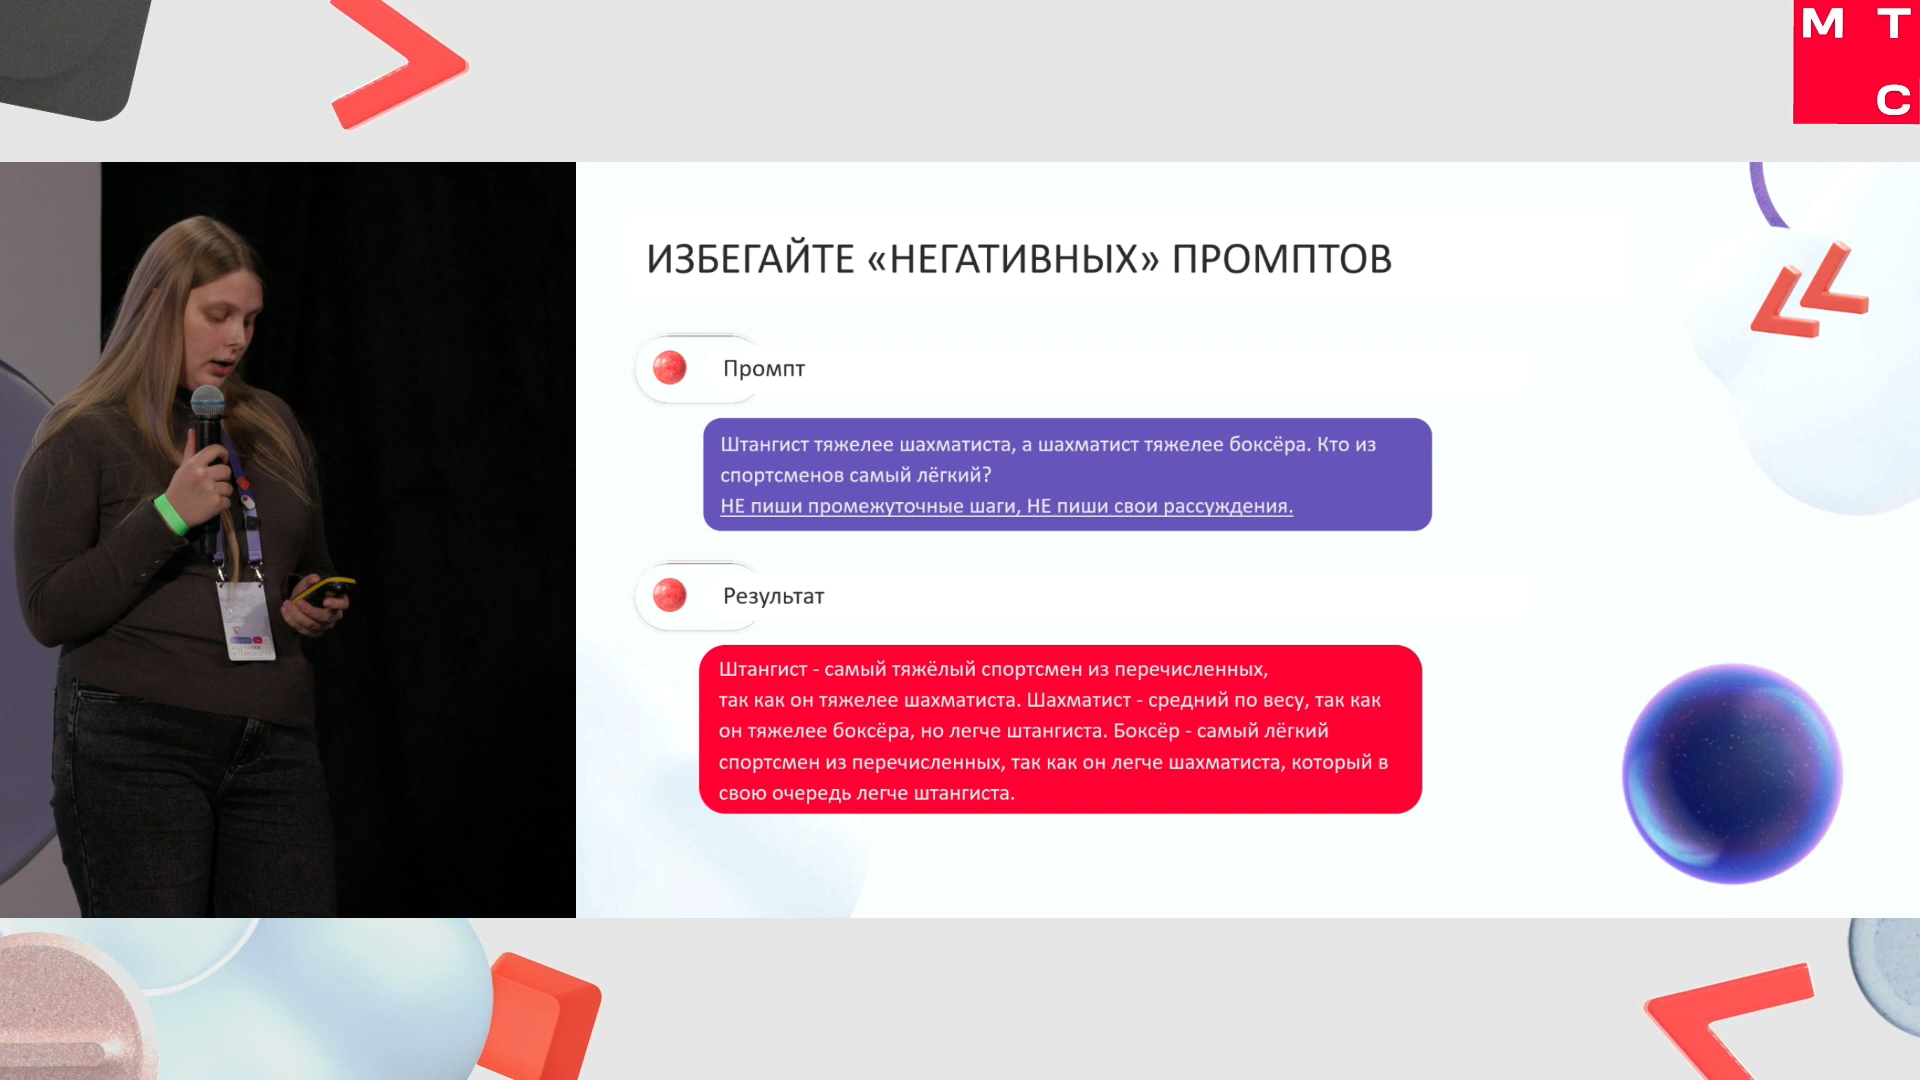 М Т
С
ИЗБЕГАЙТЕ «НЕГАТИВНЫХ» ПРОМПТОВ
Промпт
Штангист тяжелее шахматиста, а шахматист тяжелее боксёра. Кто из
спортсменов самый лёгкий?
НЕ пиши промежуточные шаги, НЕ пиши свои рассуждения.
Результат
Штангист - самый тяжёлый спортсмен из перечисленных,
так как он тяжелее шахматиста. Шахматист - средний по весу, так как
он тяжелее боксёра, но легче штангиста. Боксёр - самый лёгкий
спортсмен из перечисленных, так как он легче шахматиста, который в
свою очередь легче штангиста.